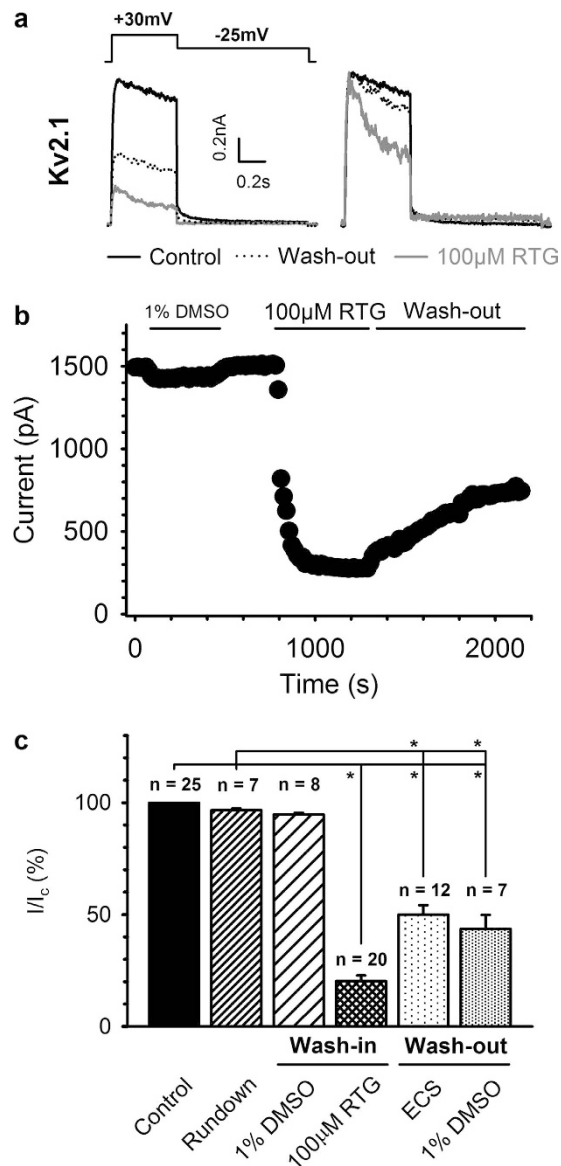 a
+30mV
-25mV
Kv2.1
0.2nA
0.2s
Control
Wash-out
100µM RTG
b
1% DMSO
100µM RTG
Wash-out
Current (pA)
1500
1000
500
0
0
1000
2000
Time (s)
c
* *
* * *
n = 25
n = 7
n = 8
n = 20
n = 12
n = 7
I/Ic (%)
100
50
0
Wash-in
Wash-out
Control
Rundown
1% DMSO
100µM RTG
ECS
1% DMSO